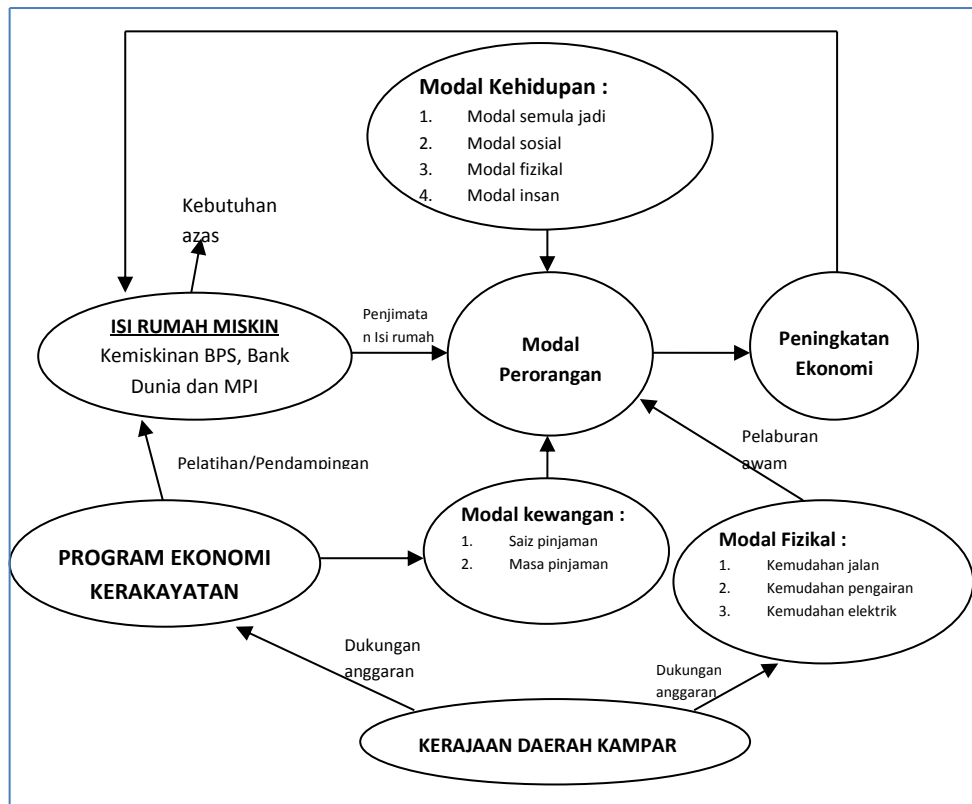 Modal Kehidupan :
1. Modal semula jadi
2. Modal sosial
3. Modal fizikal
4. Modal insan
Kebutuhan
azas
ISI RUMAH MISKIN
Kemiskinan BPS, Bank
Dunia dan MPI
Penjimata
n Isi rumah
Modal
Perorangan
Peningkatan
Ekonomi
Pelatihan/Pendampingan
Pelaburan
awam
PROGRAM EKONOMI
KERAKAYATAN
Modal kewangan :
1. Saiz pinjaman
2. Masa pinjaman
Modal Fizikal :
1. Kemudahan jalan
2. Kemudahan pengairan
3. Kemudahan elektrik
Dukungan
anggaran
Dukungan
anggaran
KERAJAAN DAERAH KAMPAR